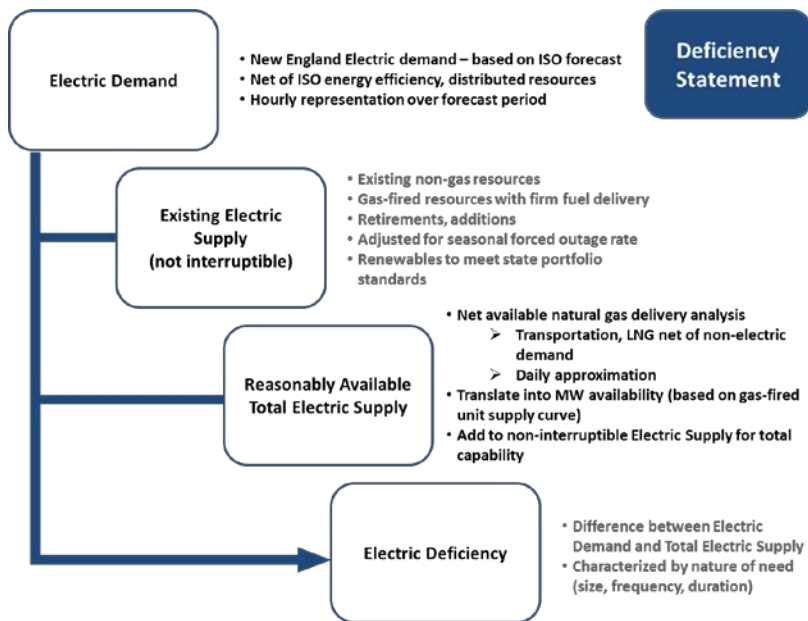 Electric Demand
• New England Electric demand – based on ISO forecast
• Net of ISO energy efficiency, distributed resources
• Hourly representation over forecast period
Deficiency
Statement
Existing Electric
Supply
(not interruptible)
• Existing non-gas resources
• Gas-fired resources with firm fuel delivery
• Retirements, additions
• Adjusted for seasonal forced outage rate
• Renewables to meet state portfolio
standards
Reasonably Available
Total Electric Supply
• Net available natural gas delivery analysis
➢ Transportation, LNG net of non-electric
demand
➢ Daily approximation
• Translate into MW availability (based on gas-fired
unit supply curve)
• Add to non-interruptible Electric Supply for total
capability
Electric Deficiency
• Difference between Electric
Demand and Total Electric Supply
• Characterized by nature of need
(size, frequency, duration)